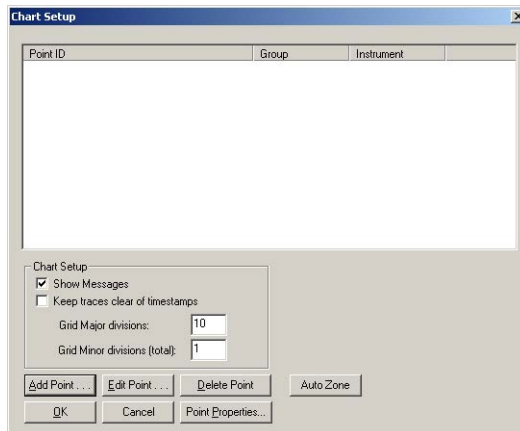 Chart Setup
Point ID Group Instrument
Chart Setup
Show Messages
Keep traces clear of timestamps
Grid Major divisions: 10
Grid Minor divisions (total): 1
Add Point . . . Edit Point . . . Delete Point Auto Zone
OK Cancel Point Properties...